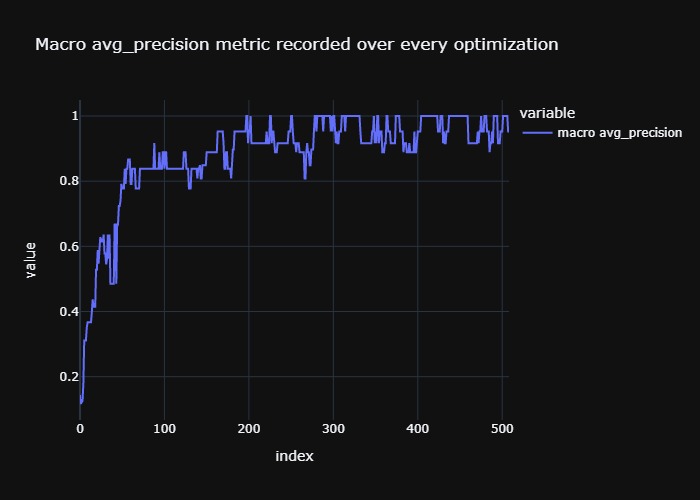 Macro avg_precision metric recorded over every optimization
variable
macro avg_precision
1
0.8
0.6
0.4
0.2
value
0 100 200 300 400 500
index